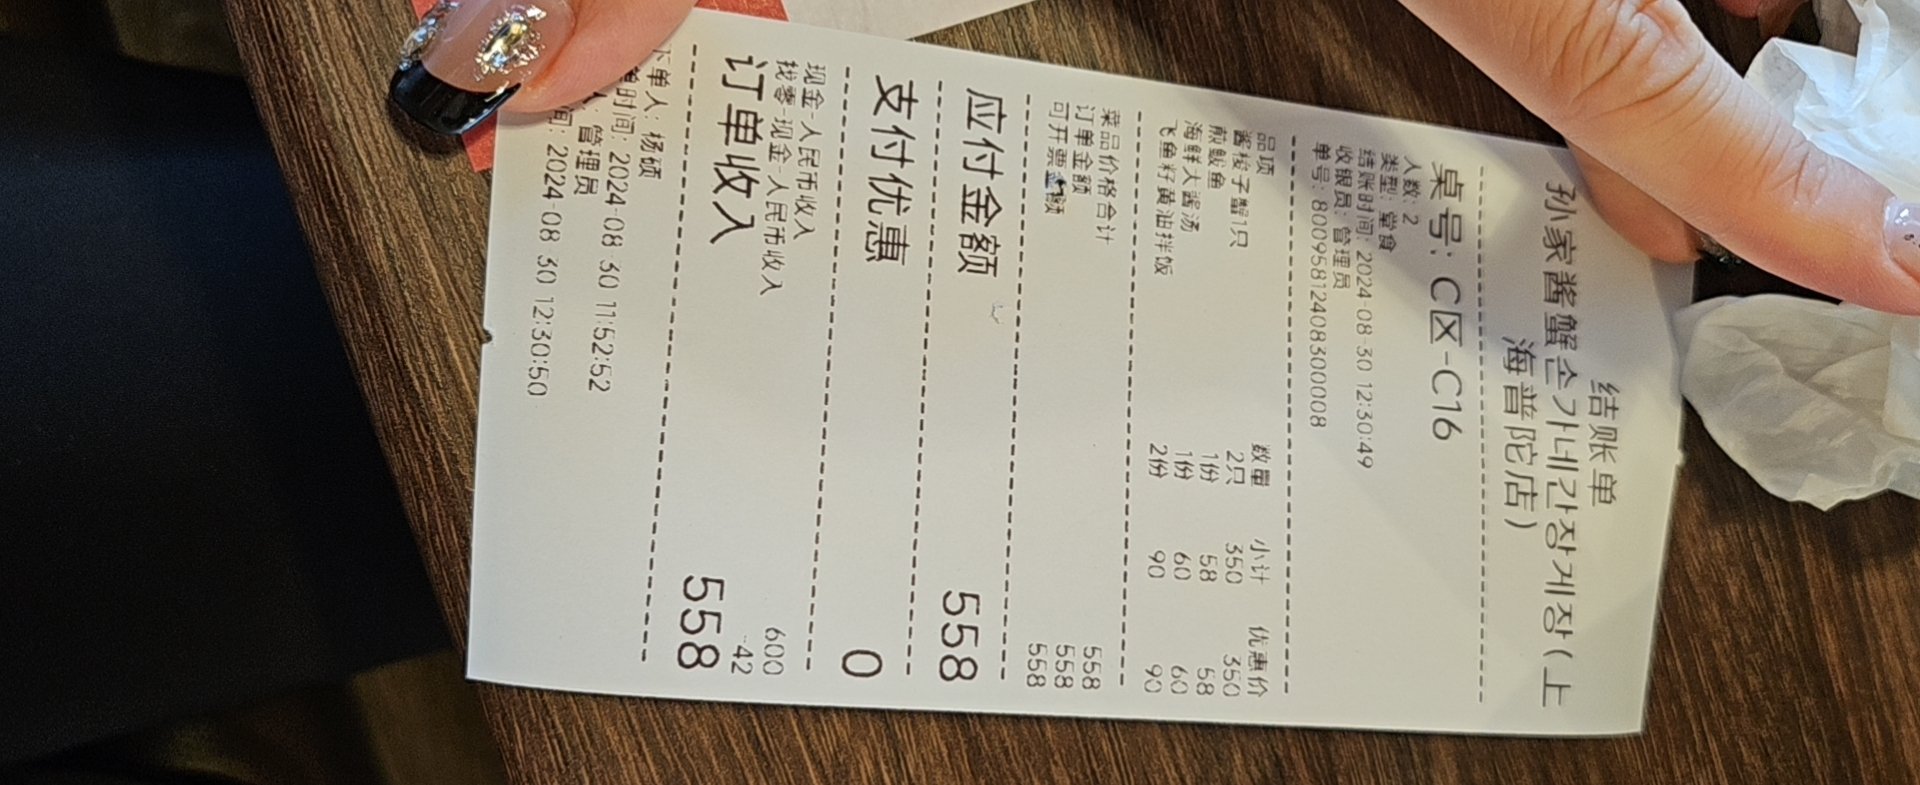 结账单
孙家酱蟹손가네간장게장(上
海普陀店)
桌号: C区-C16
人数: 2
类型: 堂食
结账时间: 2024-08-30 12:30:49
收银员: 管理员
单号: 80095812408300008
品项 数量 小计 优惠价
酱梭子蟹1只 2只 350 350
煎鮁鱼 1份 58 58
海鲜大酱汤 1份 60 60
飞鱼籽黄油拌饭 2份 90 90
菜品价格合计 558
订单金额 558
可开票金额 558
应付金额 558
支付优惠 0
现金-人民币收入 600
找零 现金-人民币收入 -42
订单收入 558
下单人: 杨硕
单时间: 2024-08 30 11:52:52
人: 管理员
间: 2024 08 30 12:30:50